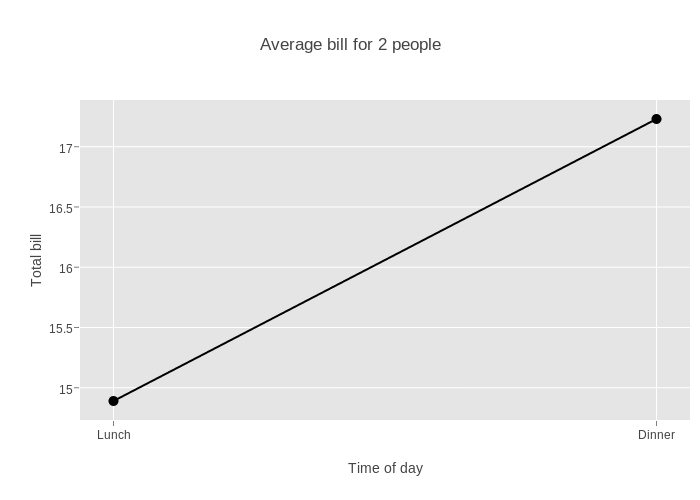 Average bill for 2 people
Total bill
17
16.5
16
15.5
15
Lunch
Dinner
Time of day